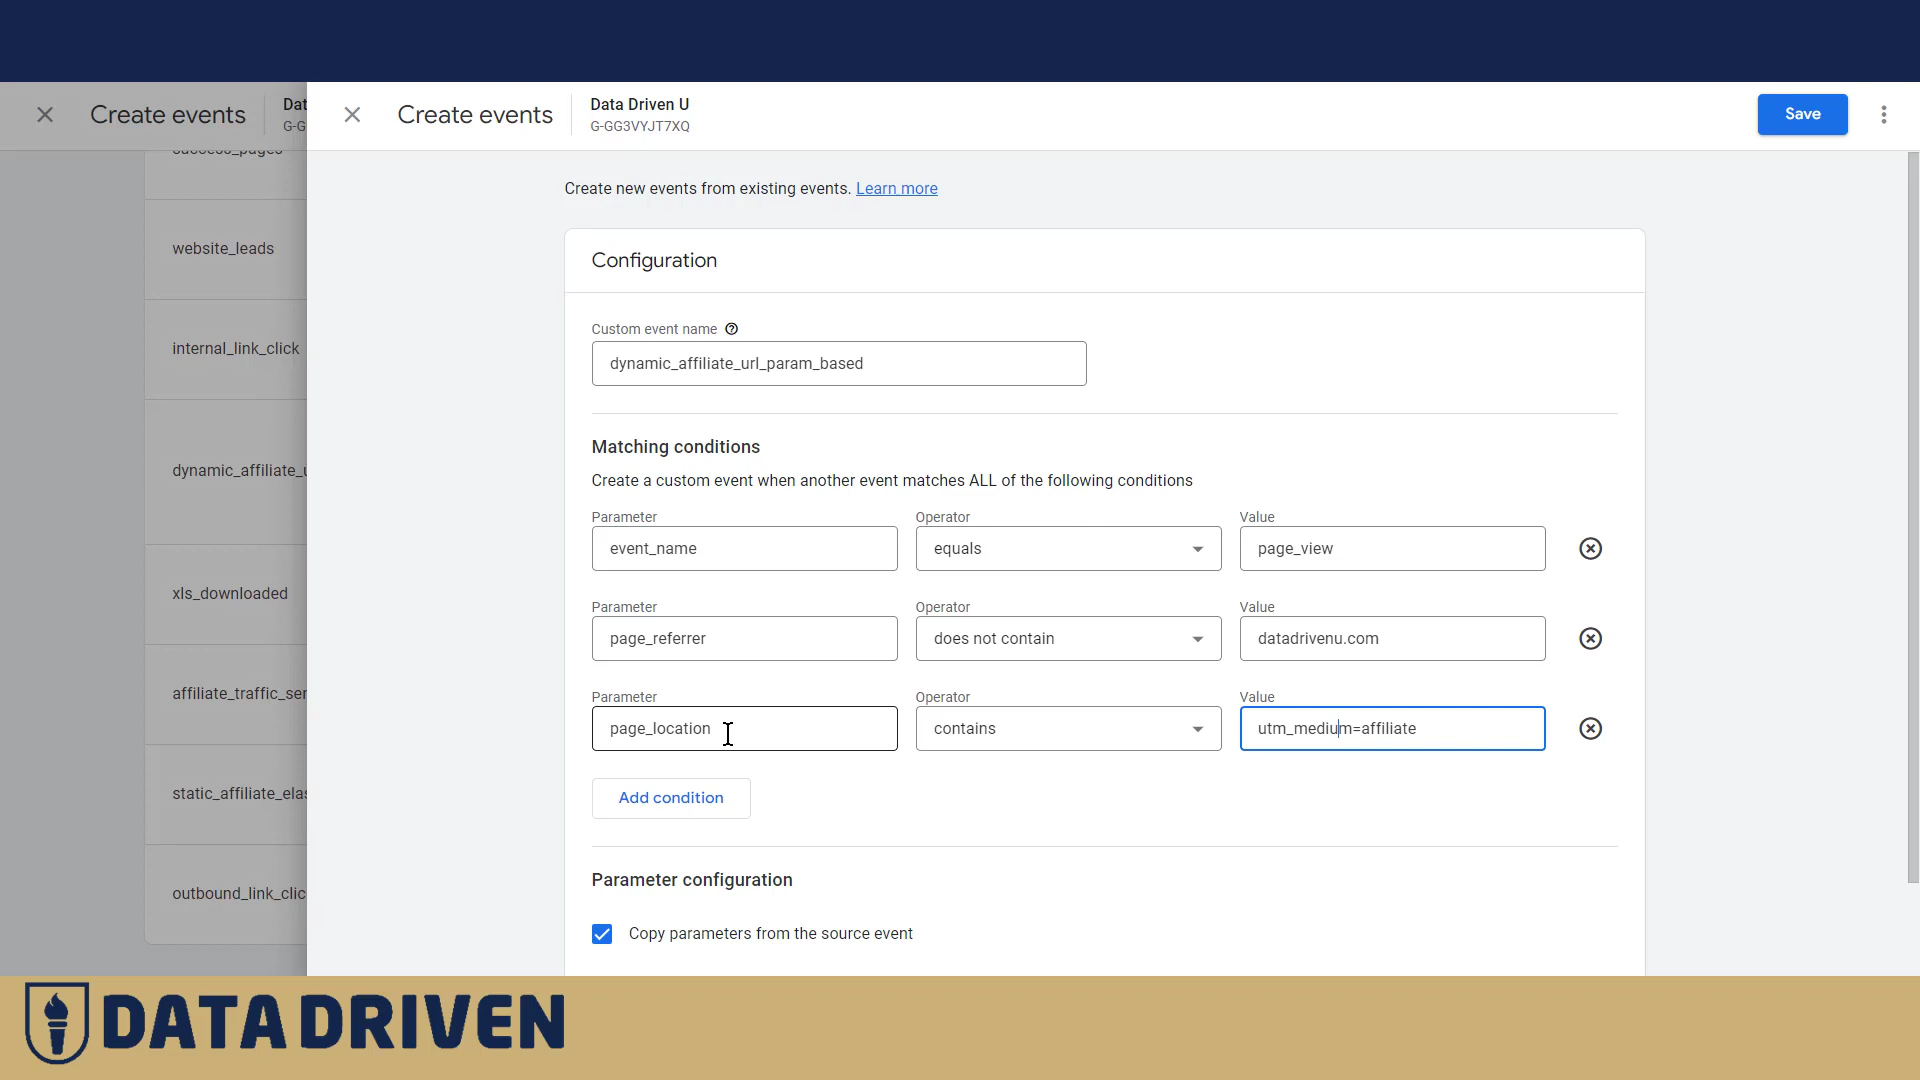 Create events
Dat
G-G
Create events
Data Driven U
G-GG3VYJT7XQ
Save
success_pages
website_leads
internal_link_click
dynamic_affiliate_u
xls_downloaded
affiliate_traffic_ser
static_affiliate_elas
outbound_link_clic
Create new events from existing events. Learn more
Configuration
Custom event name
dynamic_affiliate_url_param_based
Matching conditions
Create a custom event when another event matches ALL of the following conditions
Parameter Operator Value
event_name equals page_view
Parameter Operator Value
page_referrer does not contain datadrivenu.com
Parameter Operator Value
page_location contains utm_medium=affiliate
Add condition
Parameter configuration
Copy parameters from the source event
DATA DRIVEN